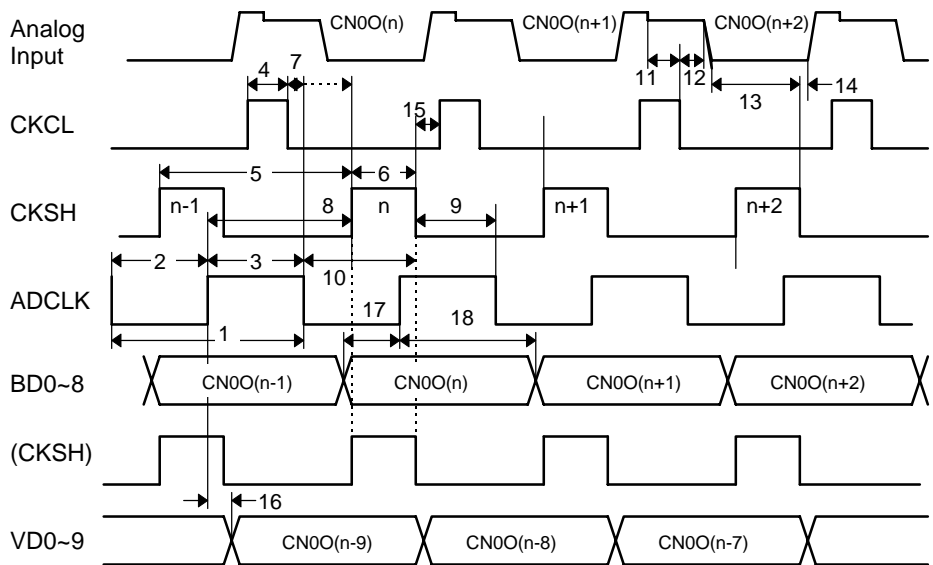 Analog Input
CN0O(n)
CN0O(n+1)
CN0O(n+2)
4
7
11
12
13
14
CKCL
15
5
6
CKSH
n-1
8
n
9
n+1
n+2
2
3
10
ADCLK
17
18
1
BD0~8
CN0O(n-1)
CN0O(n)
CN0O(n+1)
CN0O(n+2)
(CKSH)
16
VD0~9
CN0O(n-9)
CN0O(n-8)
CN0O(n-7)